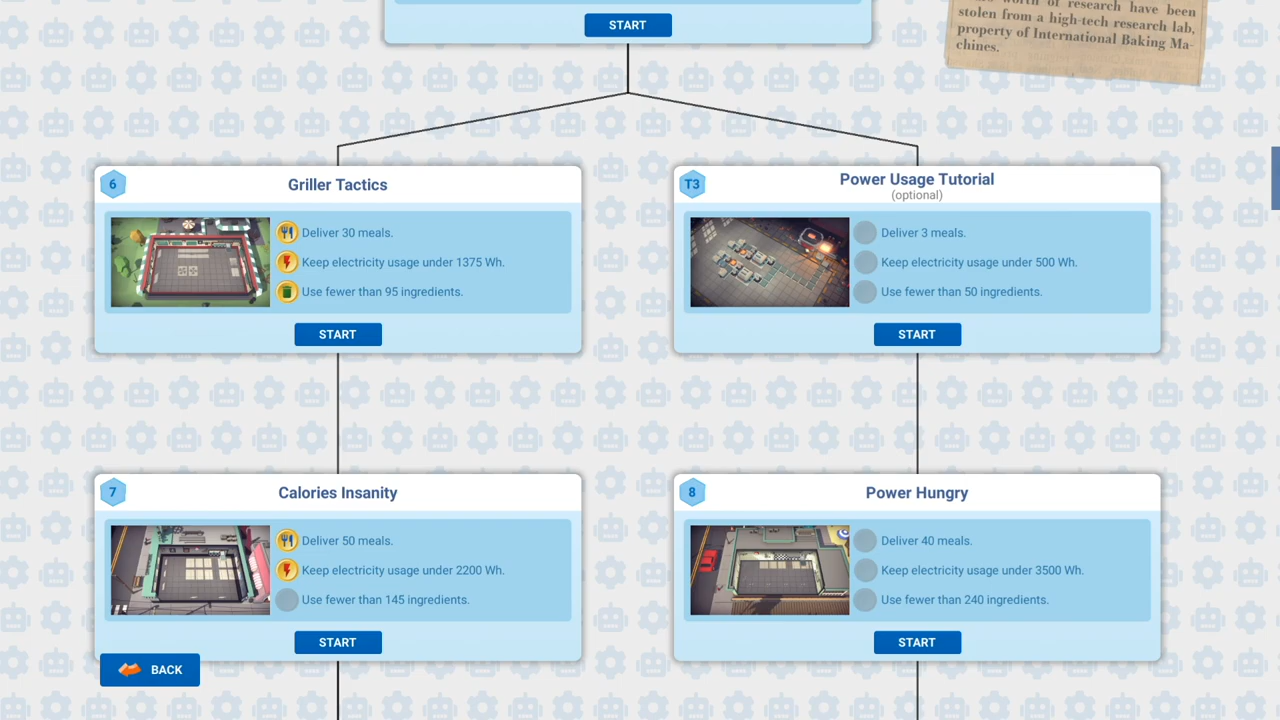 START
worth of research have been
stolen from a high-tech research lab,
property of International Baking Ma-
chines.
6
Griller Tactics
Deliver 30 meals.
Keep electricity usage under 1375 Wh.
Use fewer than 95 ingredients.
START
T3
Power Usage Tutorial
(optional)
Deliver 3 meals.
Keep electricity usage under 500 Wh.
Use fewer than 50 ingredients.
START
7
Calories Insanity
Deliver 50 meals.
Keep electricity usage under 2200 Wh.
Use fewer than 145 ingredients.
START
8
Power Hungry
Deliver 40 meals.
Keep electricity usage under 3500 Wh.
Use fewer than 240 ingredients.
START
BACK